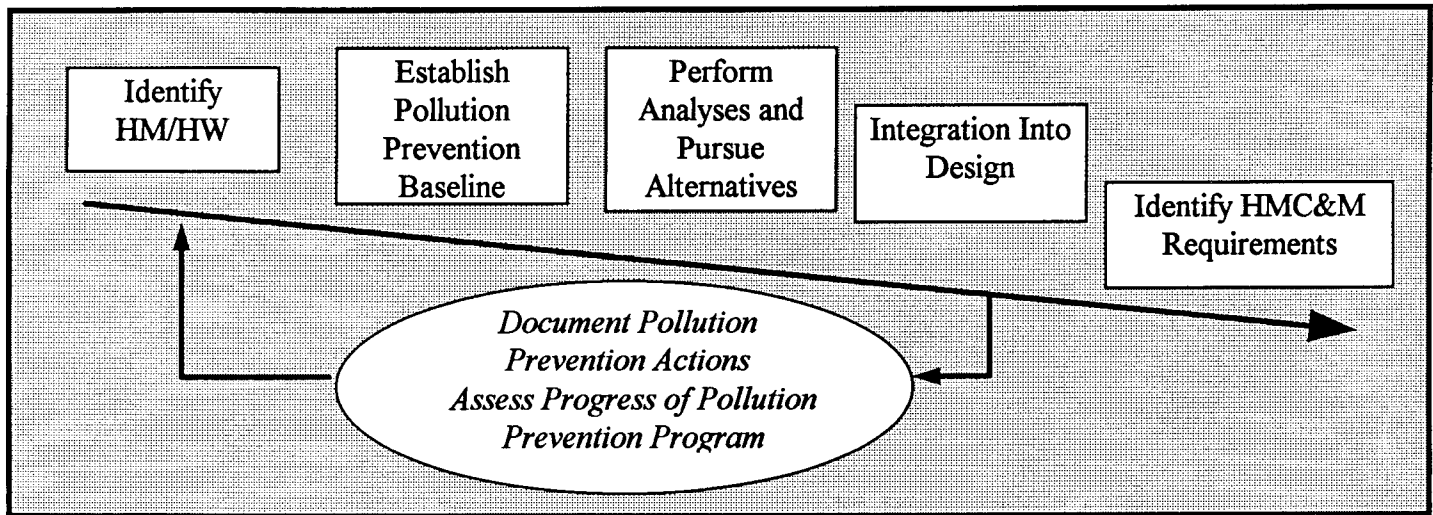 Identify
HM/HW
Establish
Pollution
Prevention
Baseline
Perform
Analyses and
Pursue
Alternatives
Integration Into
Design
Identify HMC&M
Requirements
Document Pollution
Prevention Actions
Assess Progress of Pollution
Prevention Program